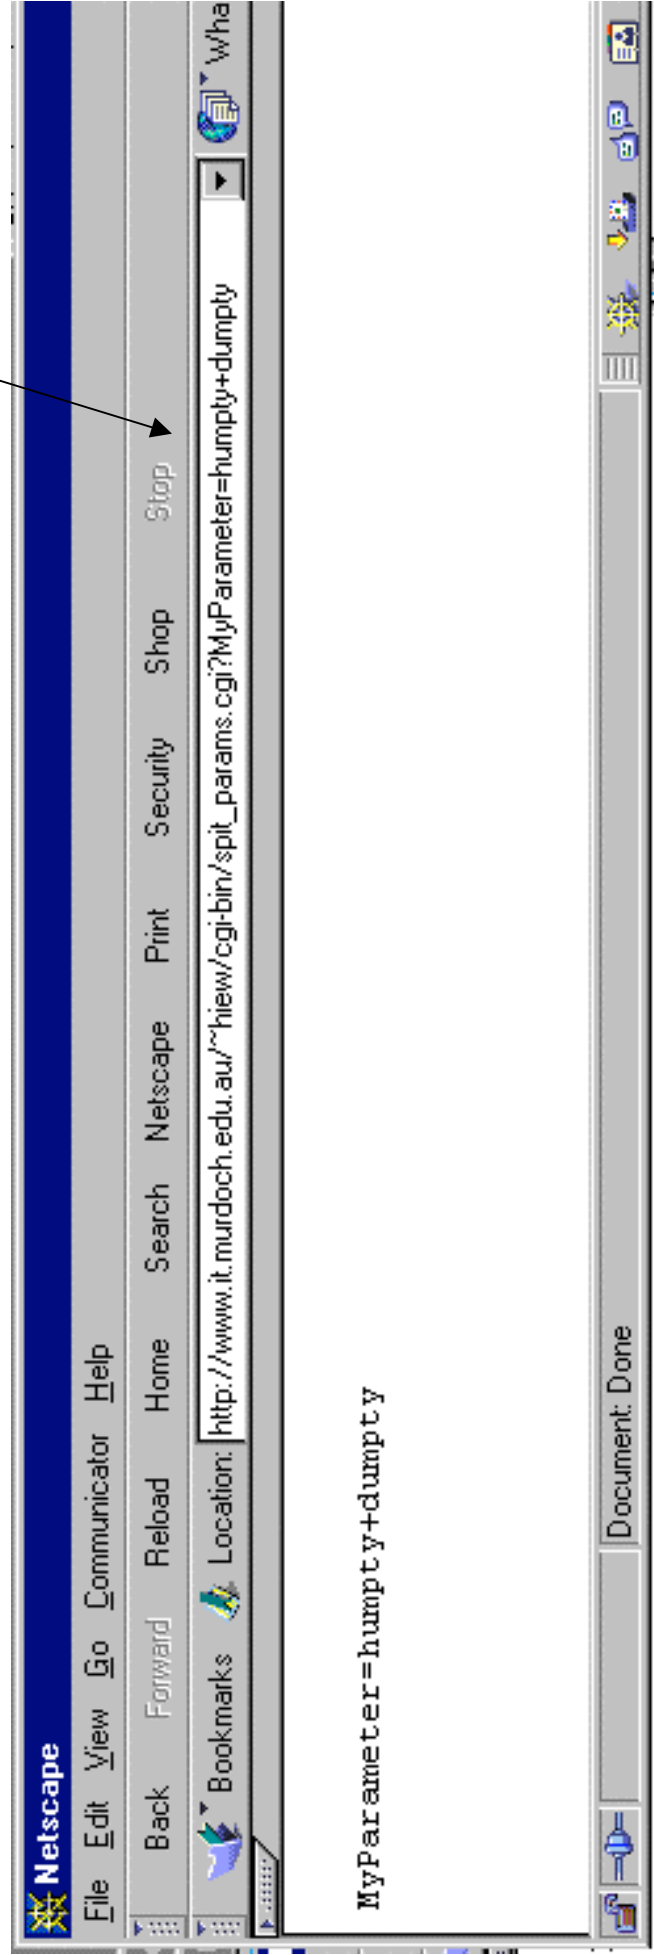 Netscape
File Edit View Go Communicator Help
Back Forward Reload Home Search Netscape Print Security Shop Stop
Bookmarks Location: http://www.it.murdoch.edu.au/~hiew/cgi-bin/spit_params.cgi?MyParameter=humpty+dumpty Wha
MyParameter=humpty+dumpty
Document: Done